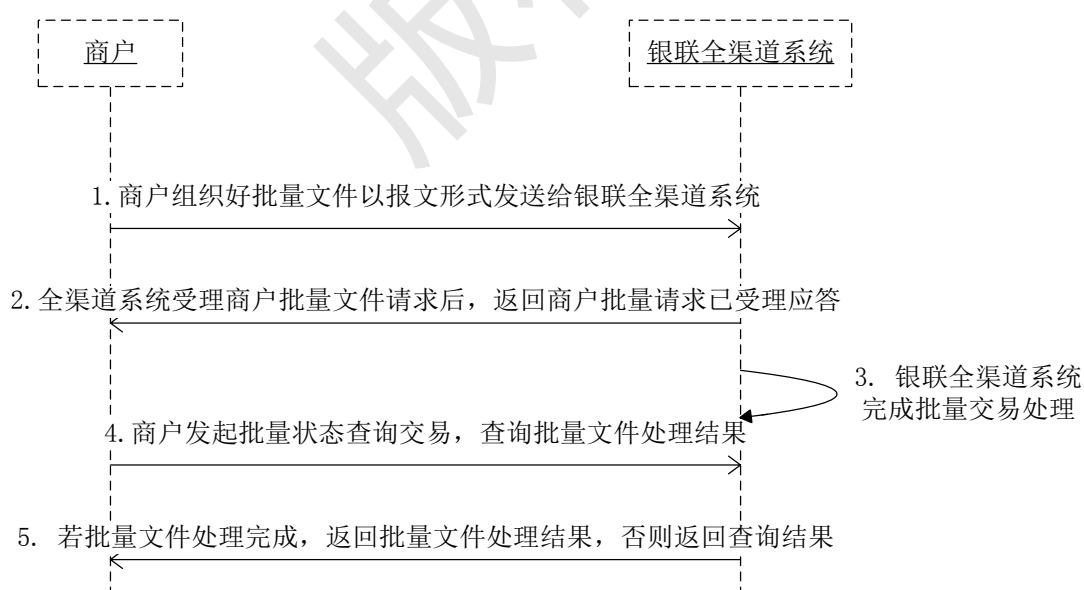 商户
银联全渠道系统
1.商户组织好批量文件以报文形式发送给银联全渠道系统
2.全渠道系统受理商户批量文件请求后，返回商户批量请求已受理应答
3. 银联全渠道系统
完成批量交易处理
4.商户发起批量状态查询交易，查询批量文件处理结果
5. 若批量文件处理完成，返回批量文件处理结果，否则返回查询结果